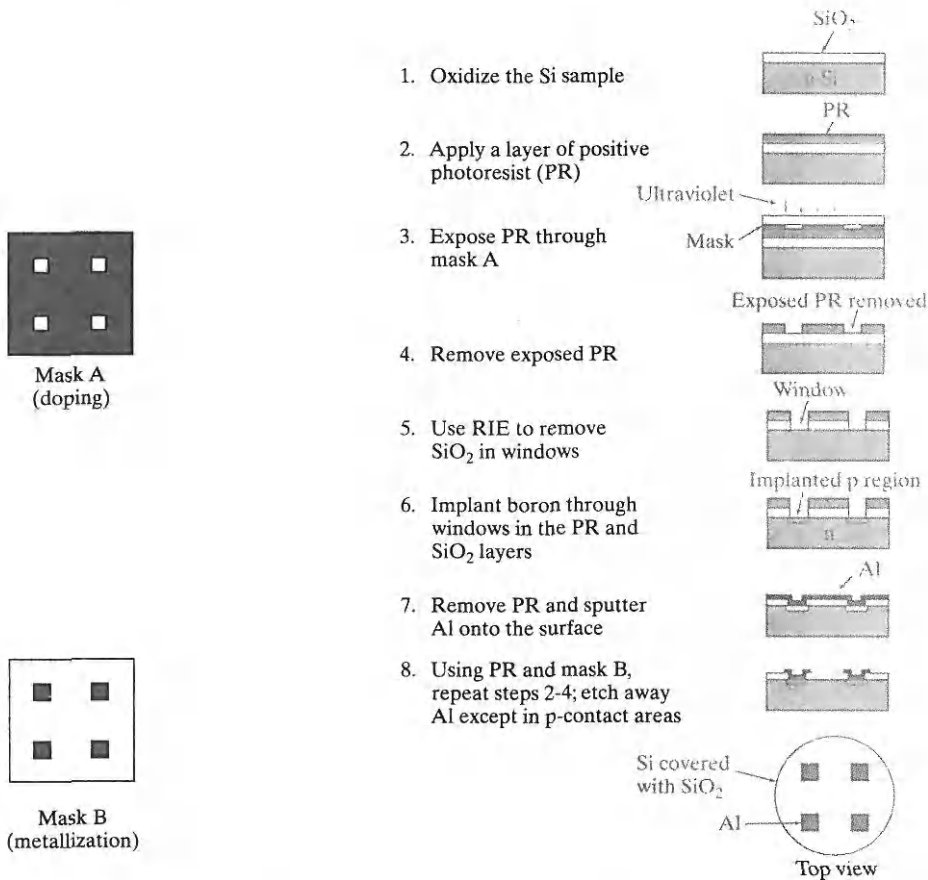 SiO₂
1. Oxidize the Si sample
n-Si
PR
2. Apply a layer of positive
photoresist (PR)
Ultraviolet
3. Expose PR through
mask A
Mask
Mask A
(doping)
Exposed PR removed
4. Remove exposed PR
Window
5. Use RIE to remove
SiO₂ in windows
Implanted p region
6. Implant boron through
windows in the PR and
SiO₂ layers
n
Al
7. Remove PR and sputter
Al onto the surface
8. Using PR and mask B,
repeat steps 2-4; etch away
Al except in p-contact areas
Si covered
with SiO₂
Al
Mask B
(metallization)
Top view